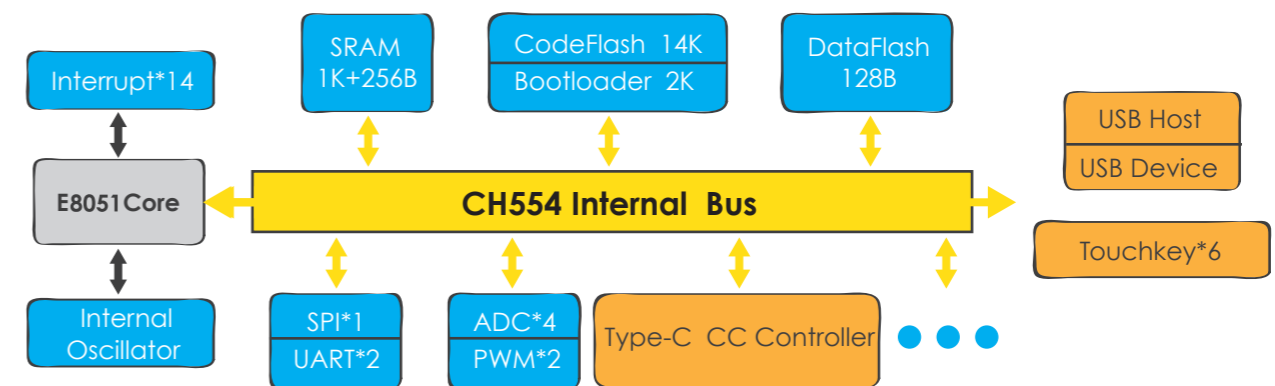 SRAM
1K+256B
CodeFlash 14K
Bootloader 2K
DataFlash
128B
Interrupt*14
USB Host
USB Device
E8051Core
CH554 Internal Bus
Touchkey*6
Internal
Oscillator
SPI*1
UART*2
ADC*4
PWM*2
Type-C CC Controller